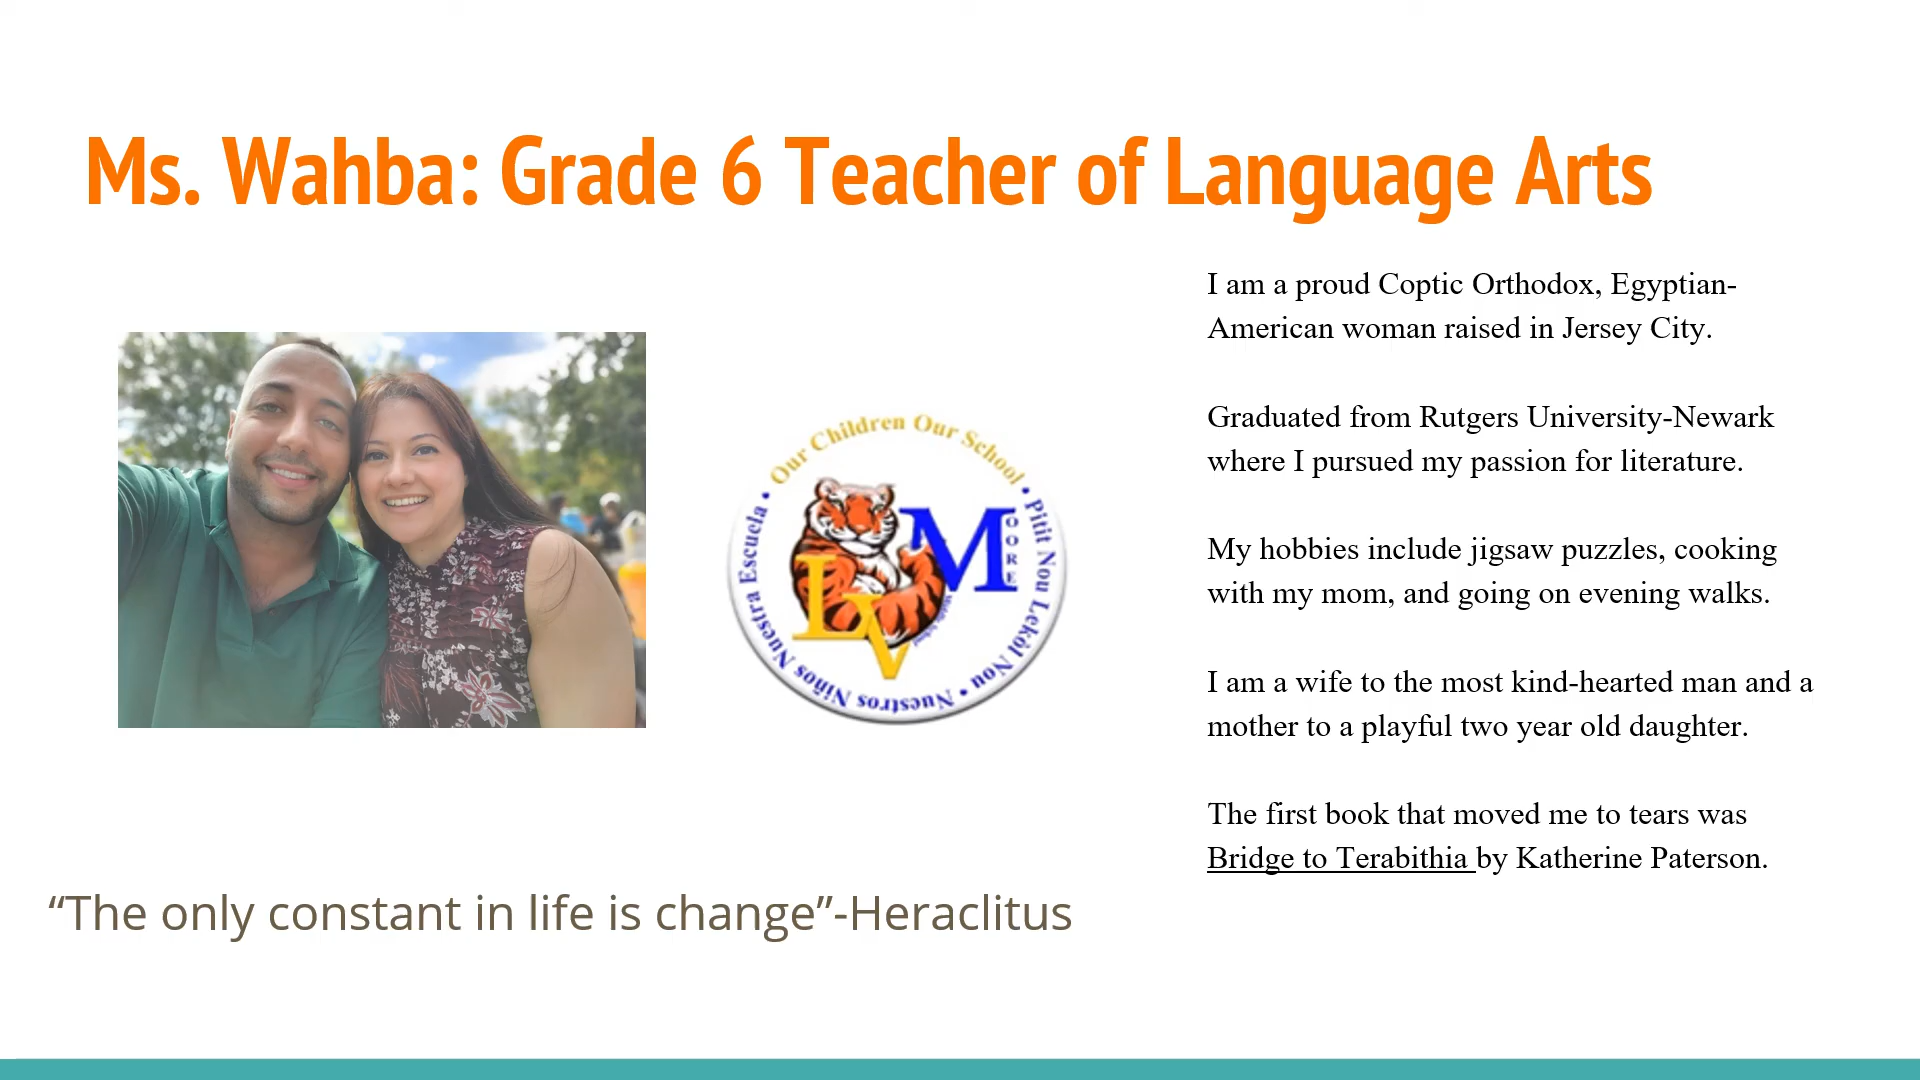 Ms. Wahba: Grade 6 Teacher of Language Arts
I am a proud Coptic Orthodox, Egyptian-
American woman raised in Jersey City.
Graduated from Rutgers University-Newark
where I pursued my passion for literature.
My hobbies include jigsaw puzzles, cooking
with my mom, and going on evening walks.
I am a wife to the most kind-hearted man and a
mother to a playful two year old daughter.
The first book that moved me to tears was
Bridge to Terabithia by Katherine Paterson.
Our Children Our School • Pitit Nou Lekòl Nou • Nuestros Niños Nuestra Escuela •
LV
MOORE
“The only constant in life is change”-Heraclitus